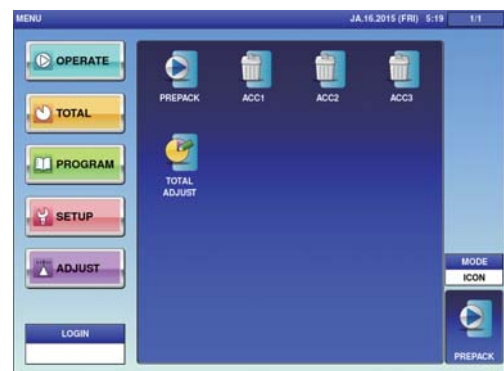 MENU
JA.16.2015 (FRI) 5:19
1/1
OPERATE
TOTAL
PROGRAM
SETUP
ADJUST
LOGIN
PREPACK
ACC1
ACC2
ACC3
TOTAL
ADJUST
MODE
ICON
PREPACK